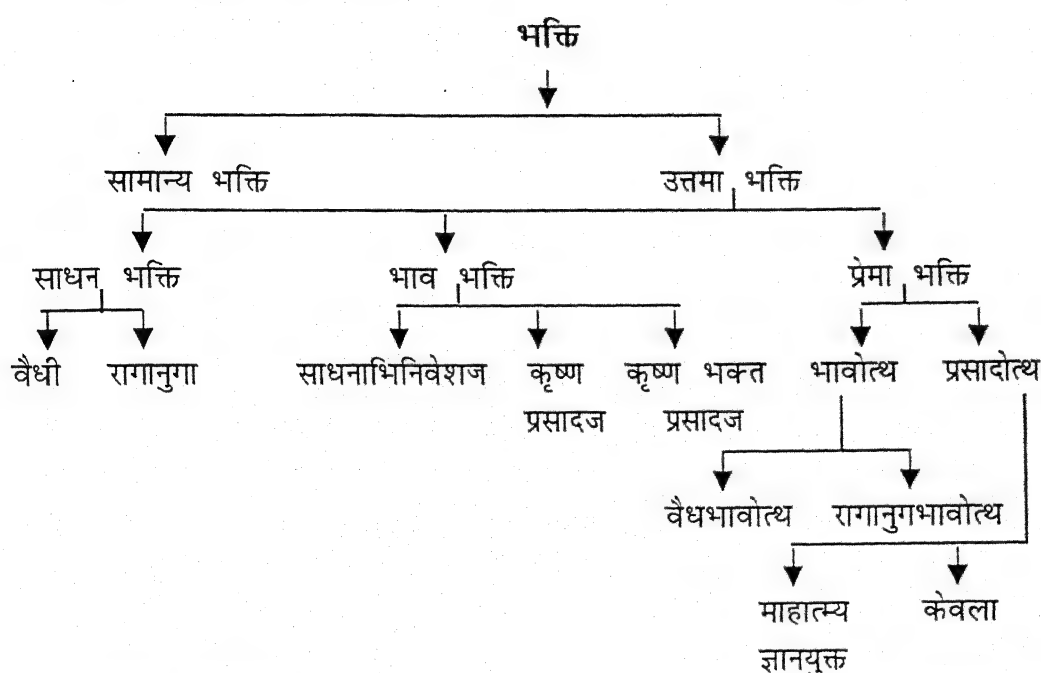 भक्ति
सामान्य भक्ति उत्तमा भक्ति
साधन भक्ति भाव भक्ति प्रेमा भक्ति
वैधी रागानुगा साधनाभिनिवेशज कृष्ण कृष्ण भक्त भावोत्थ प्रसादोत्थ
प्रसादज प्रसादज
वैधभावोत्थ रागानुगभावोत्थ
माहात्म्य केवला
ज्ञानयुक्त